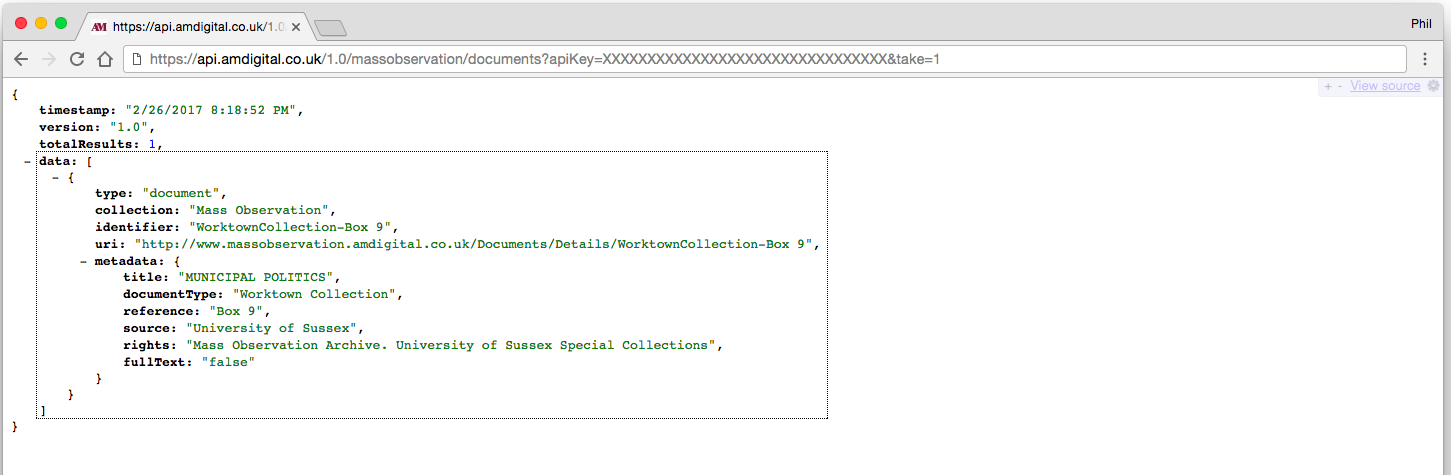 AM https://api.amdigital.co.uk/1.0 ×
Phil
https://api.amdigital.co.uk/1.0/massobservation/documents?apiKey=XXXXXXXXXXXXXXXXXXXXXXXXXXXXXXXX&take=1
+ - View source
{
timestamp: "2/26/2017 8:18:52 PM",
version: "1.0",
totalResults: 1,
- data: [
- {
type: "document",
collection: "Mass Observation",
identifier: "WorktownCollection-Box 9",
uri: "http://www.massobservation.amdigital.co.uk/Documents/Details/WorktownCollection-Box 9",
- metadata: {
title: "MUNICIPAL POLITICS",
documentType: "Worktown Collection",
reference: "Box 9",
source: "University of Sussex",
rights: "Mass Observation Archive. University of Sussex Special Collections",
fullText: "false"
}
}
]
}